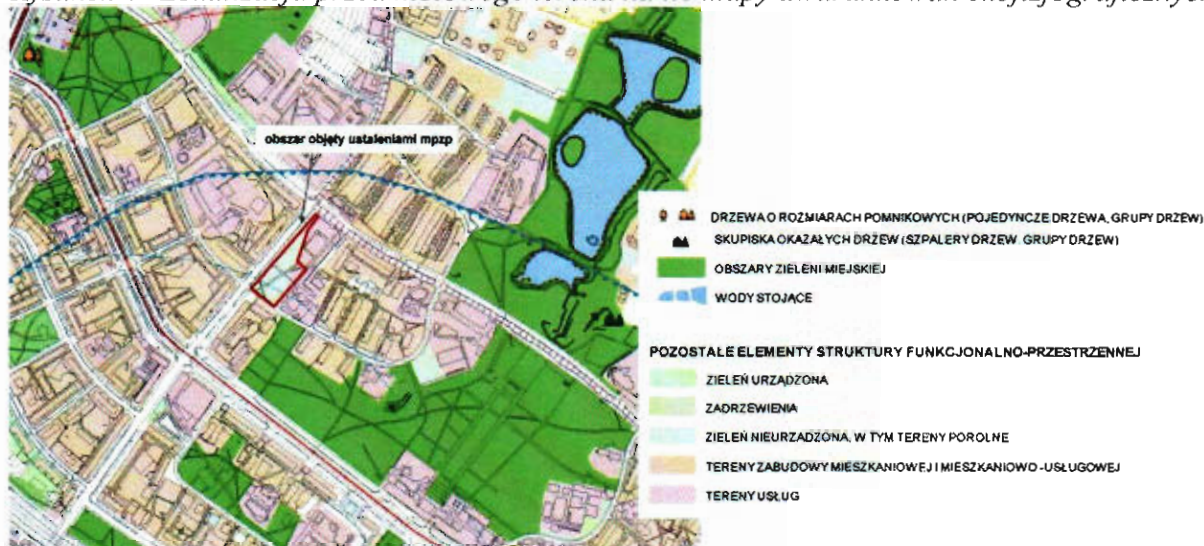 obszar objęty ustaleniami mpzp
DRZEWA O ROZMIARACH POMNIKOWYCH (POJEDYNCZE DRZEWA, GRUPY DRZEW)
SKUPISKA OKAZAŁYCH DRZEW (SZPALERY DRZEW, GRUPY DRZEW)
OBSZARY ZIELENI MIEJSKIEJ
WODY STOJĄCE
POZOSTAŁE ELEMENTY STRUKTURY FUNKCJONALNO-PRZESTRZENNEJ
ZIELEŃ URZĄDZONA
ZADRZEWIENIA
ZIELEŃ NIEURZĄDZONA, W TYM TERENY POROLNE
TERENY ZABUDOWY MIESZKANIOWEJ I MIESZKANIOWO-USŁUGOWEJ
TERENY USŁUG